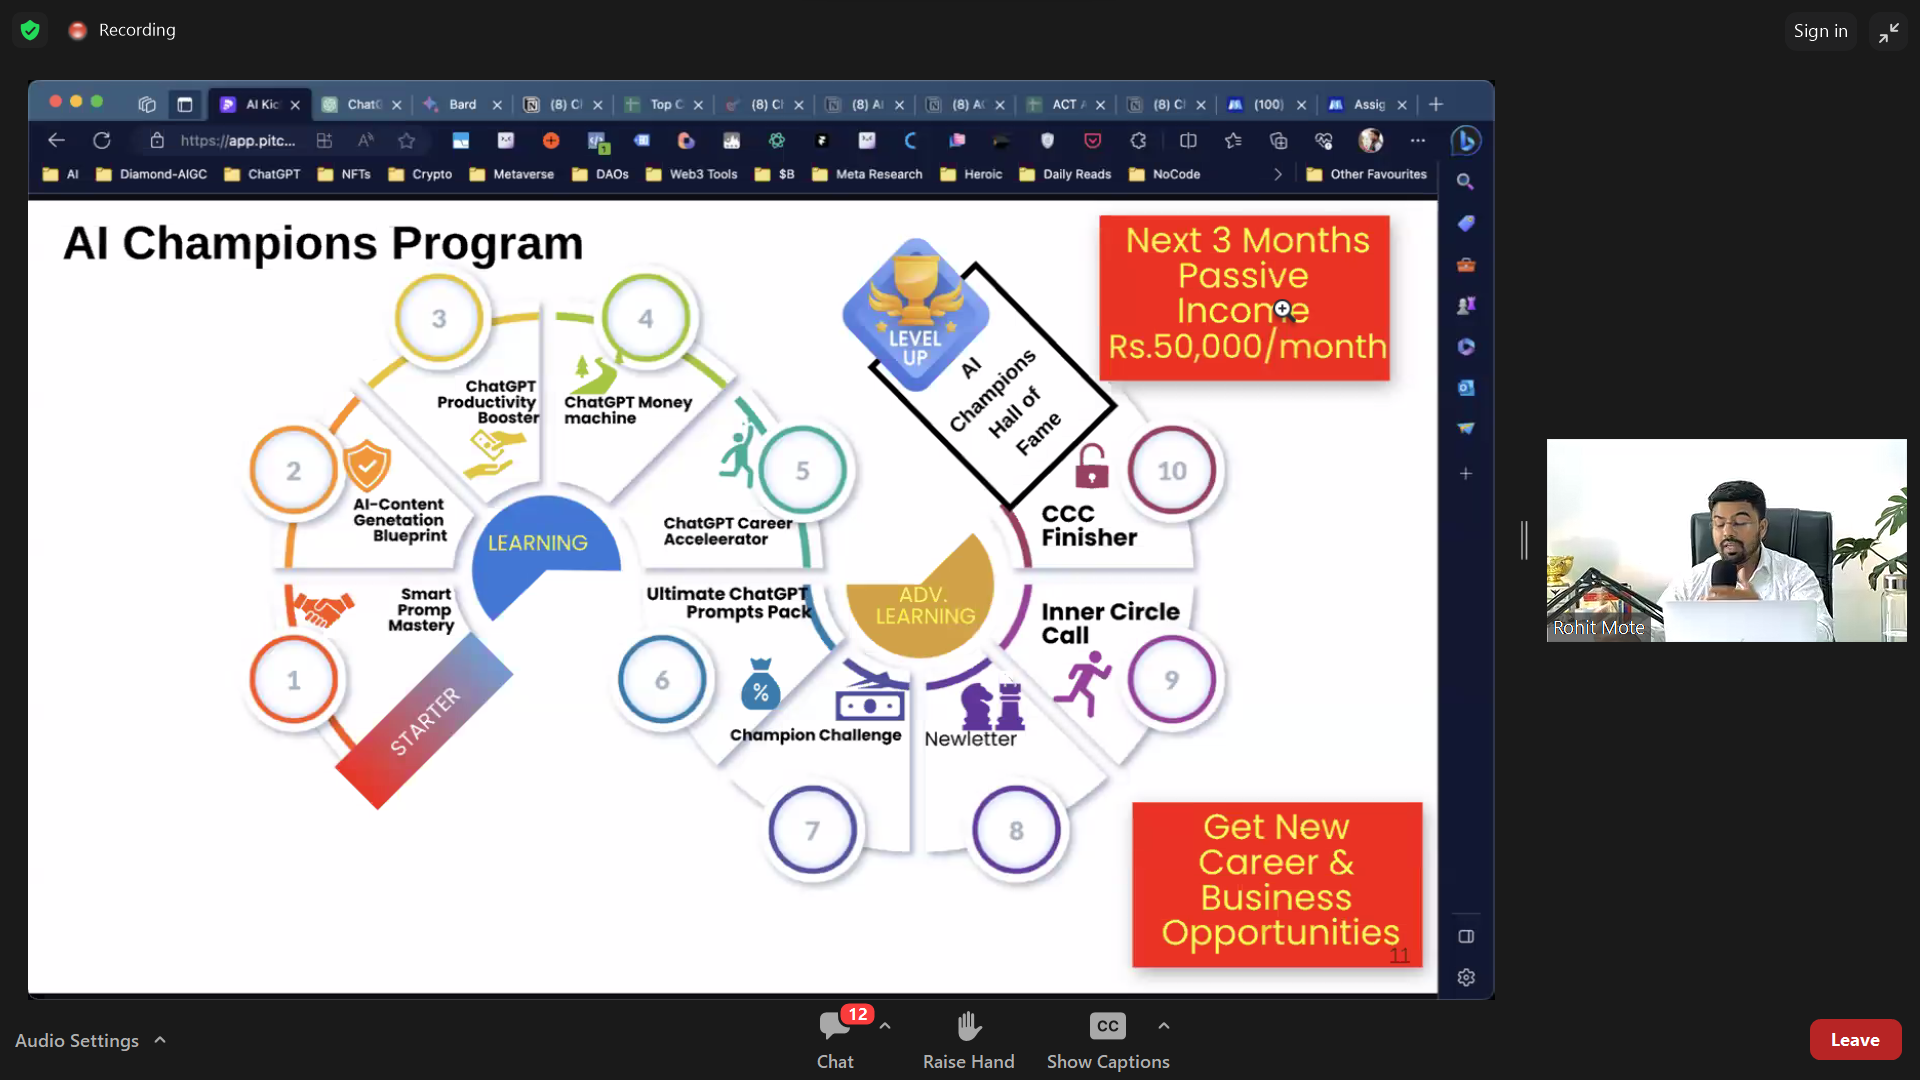 Recording
Sign in
AI Kic
ChatG
Bard
(8) Cl
Top C
(8) Cl
(8) AI
(8) AC
ACT A
(8) Cl
(100)
Assig
https://app.pitc...
AI
Diamond-AIGC
ChatGPT
NFTs
Crypto
Metaverse
DAOs
Web3 Tools
$B
Meta Research
Heroic
Daily Reads
NoCode
Other Favourites
AI Champions Program
Next 3 Months
Passive
Income
Rs.50,000/month
LEVEL
UP
AI
Champions
Hall of
Fame
3
4
ChatGPT
Productivity
Booster
ChatGPT Money
machine
2
5
10
AI-Content
Genetation
Blueprint
ChatGPT Career
Acceleerator
CCC
Finisher
LEARNING
Smart
Promp
Mastery
Ultimate ChatGPT
Prompts Pack
ADV.
LEARNING
Inner Circle
Call
1
STARTER
6
%
9
Champion Challenge
Newletter
7
8
Get New
Career &
Business
Opportunities
11
Rohit Mote
Audio Settings
12
Chat
Raise Hand
CC
Show Captions
Leave